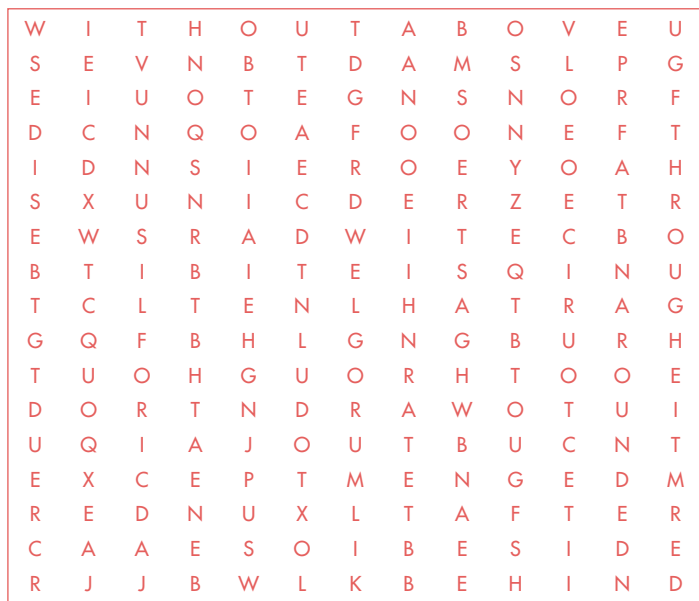 W I T H O U T A B O V E U
S E V N B T D A M S L P G
E I U O T E G N S N O R F
D C N Q O A F O O N E F T
I D N S I E R O E Y O A H
S X U N I C D E R Z E T R
E W S R A D W I T E C B O
B T I B I T E I S Q I N U
T C L T E N L H A T R A G
G Q F B H L G N G B U R H
T U O H G U O R H T O O E
D O R T N D R A W O T U I
U Q I A J O U T B U C N T
E X C E P T M E N G E D M
R E D N U X L T A F T E R
C A A E S O I B E S I D E
R J J B W L K B E H I N D